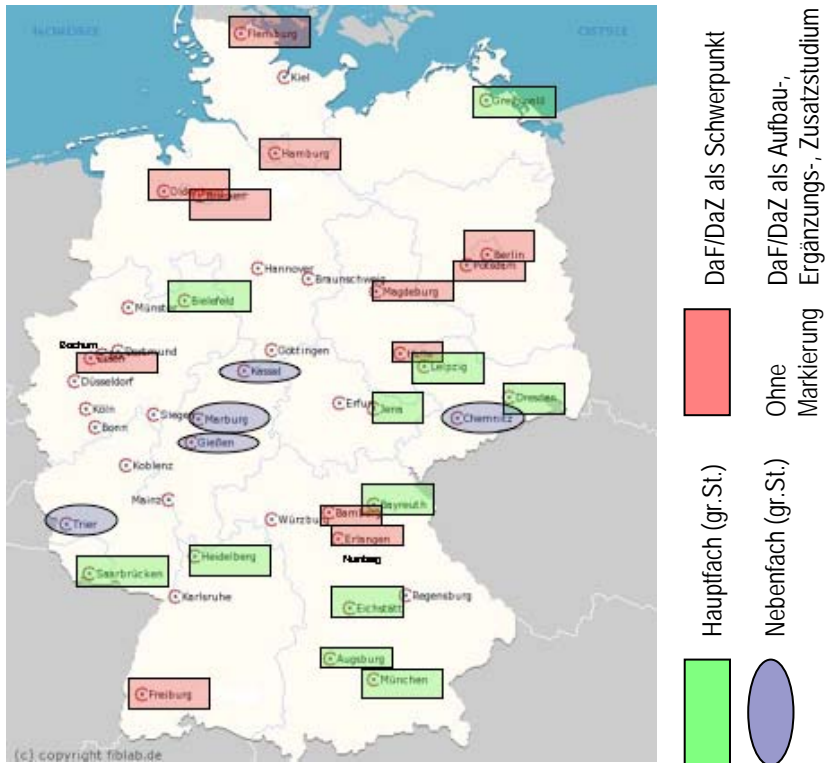 NORDSEE
OSTSEE
Flensburg
Kiel
Greifswald
Hamburg
Bremen
Berlin
Potsdam
Hannover
Braunschweig
Magdeburg
Bielefeld
Münster
Bochum
Dortmund
Essen
Göttingen
Halle
Leipzig
Kassel
Düsseldorf
Dresden
Köln
Siegen
Marburg
Erfurt
Jena
Chemnitz
Bonn
Gießen
Koblenz
Mainz
Bayreuth
Trier
Würzburg
Bamberg
Erlangen
Nürnberg
Heidelberg
Saarbrücken
Karlsruhe
Regensburg
Eichstätt
Augsburg
München
Freiburg
(c) copyright fiblab.de
DaF/DaZ als Schwerpunkt
Ohne
Markierung
DaF/DaZ als Aufbau-,
Ergänzungs-, Zusatzstudium
Hauptfach (gr.St.)
Nebenfach (gr.St.)